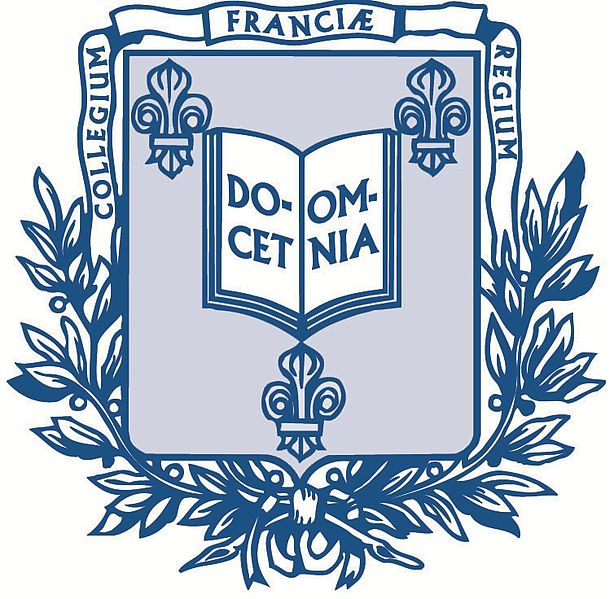 COLLEGIUM
FRANCIÆ
REGIUM
DO-
CET
OM-
NIA